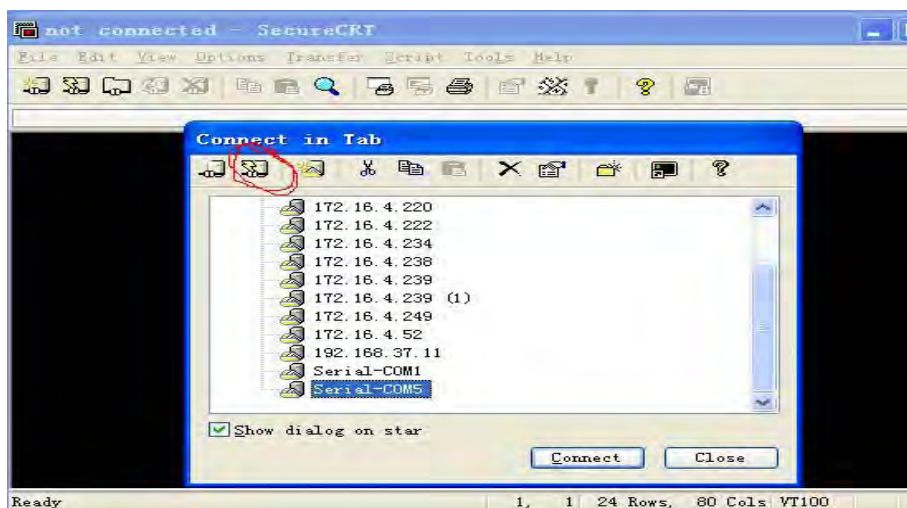 not connected - SecureCRT
File Edit View Options Transfer Script Tools Help
Connect in Tab
172.16.4.220
172.16.4.222
172.16.4.234
172.16.4.238
172.16.4.239
172.16.4.239 (1)
172.16.4.249
172.16.4.52
192.168.37.11
Serial-COM1
Serial-COM5
Show dialog on star
Connect Close
Ready 1, 1 24 Rows, 80 Cols VT100